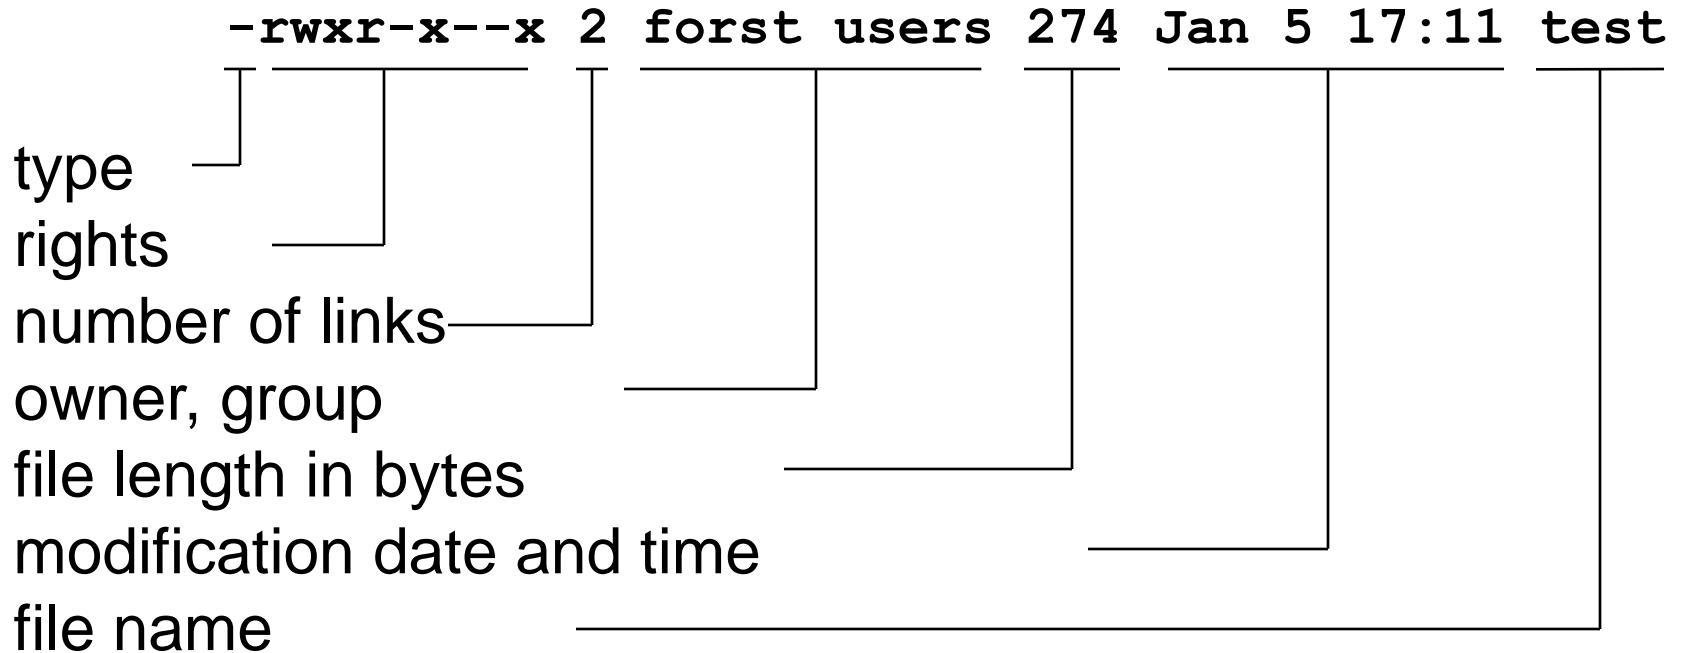 -rwxr-x--x 2 forst users 274 Jan 5 17:11 test
type
rights
number of links
owner, group
file length in bytes
modification date and time
file name